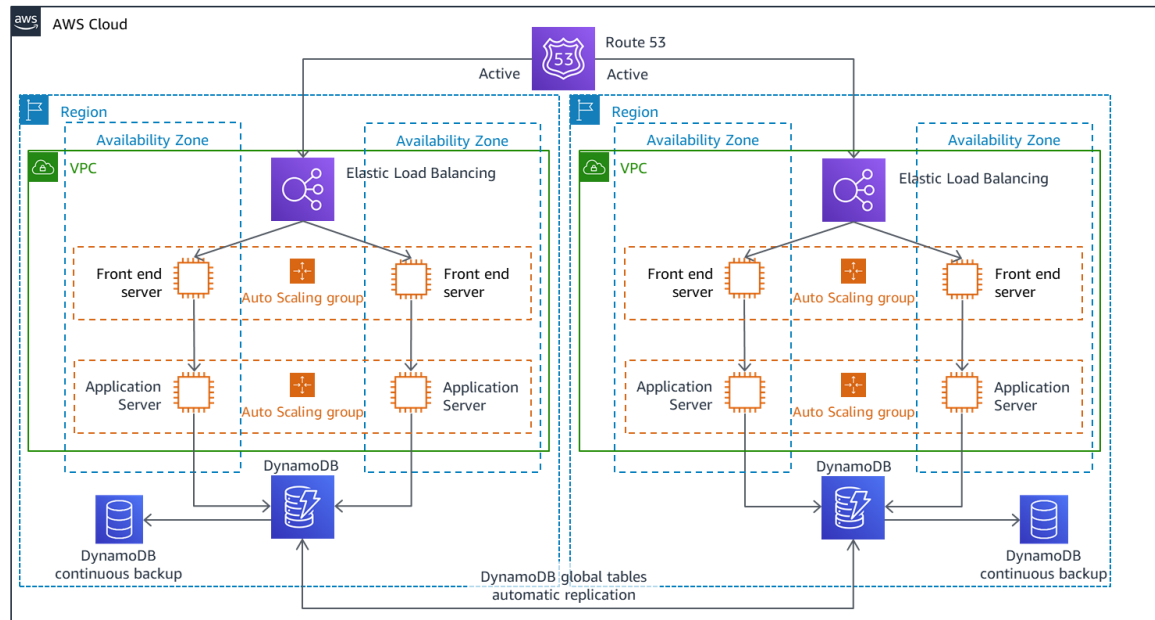 aws
AWS Cloud
53
Route 53
Active
Active
Region
Availability Zone
Availability Zone
VPC
Elastic Load Balancing
Front end
server
Auto Scaling group
Front end
server
Application
Server
Auto Scaling group
Application
Server
DynamoDB
DynamoDB
continuous backup
Region
Availability Zone
Availability Zone
VPC
Elastic Load Balancing
Front end
server
Auto Scaling group
Front end
server
Application
Server
Auto Scaling group
Application
Server
DynamoDB
DynamoDB
continuous backup
DynamoDB global tables
automatic replication